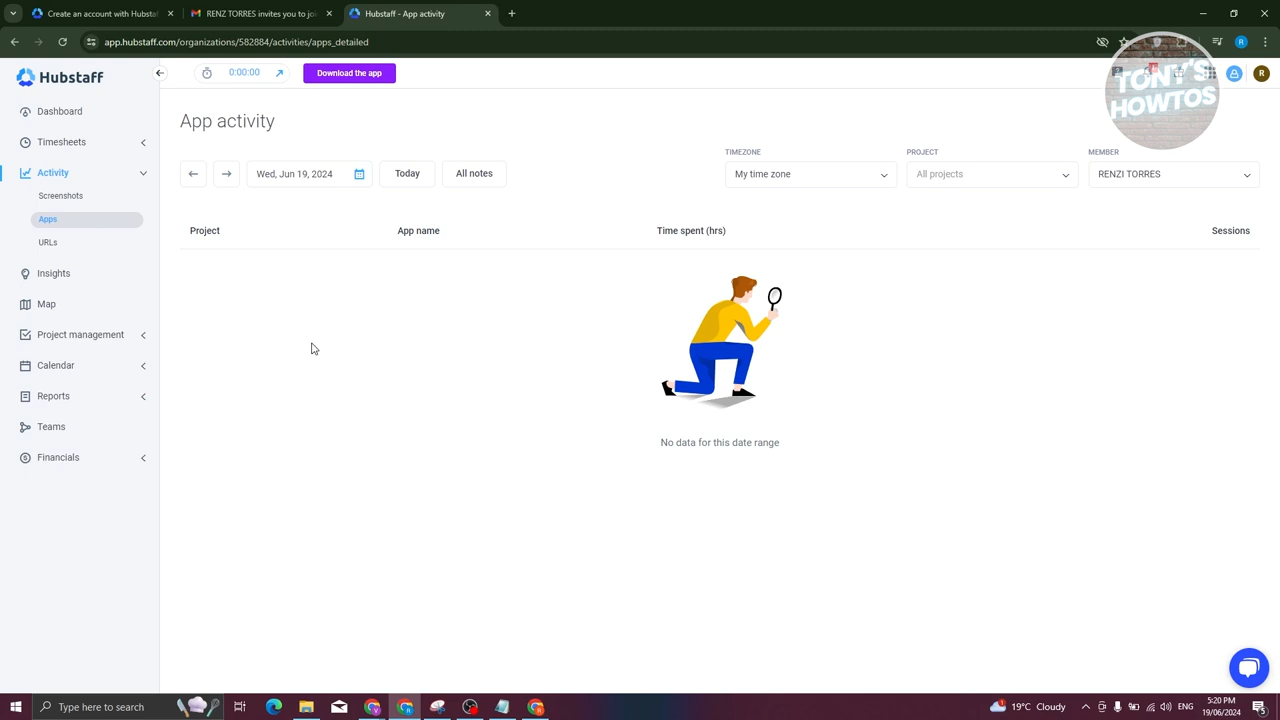 Create an account with Hubstaf
RENZ TORRES invites you to joi
Hubstaff - App activity
app.hubstaff.com/organizations/582884/activities/apps_detailed
R
Hubstaff
0:00:00
Download the app
R
TONY'S
HOWTOS
Dashboard
Timesheets
Activity
Screenshots
Apps
URLs
Insights
Map
Project management
Calendar
Reports
Teams
Financials
App activity
TIMEZONE
PROJECT
MEMBER
Wed, Jun 19, 2024
Today
All notes
My time zone
All projects
RENZI TORRES
Project
App name
Time spent (hrs)
Sessions
No data for this date range
Type here to search
19°C Cloudy
5:20 PM
19/06/2024